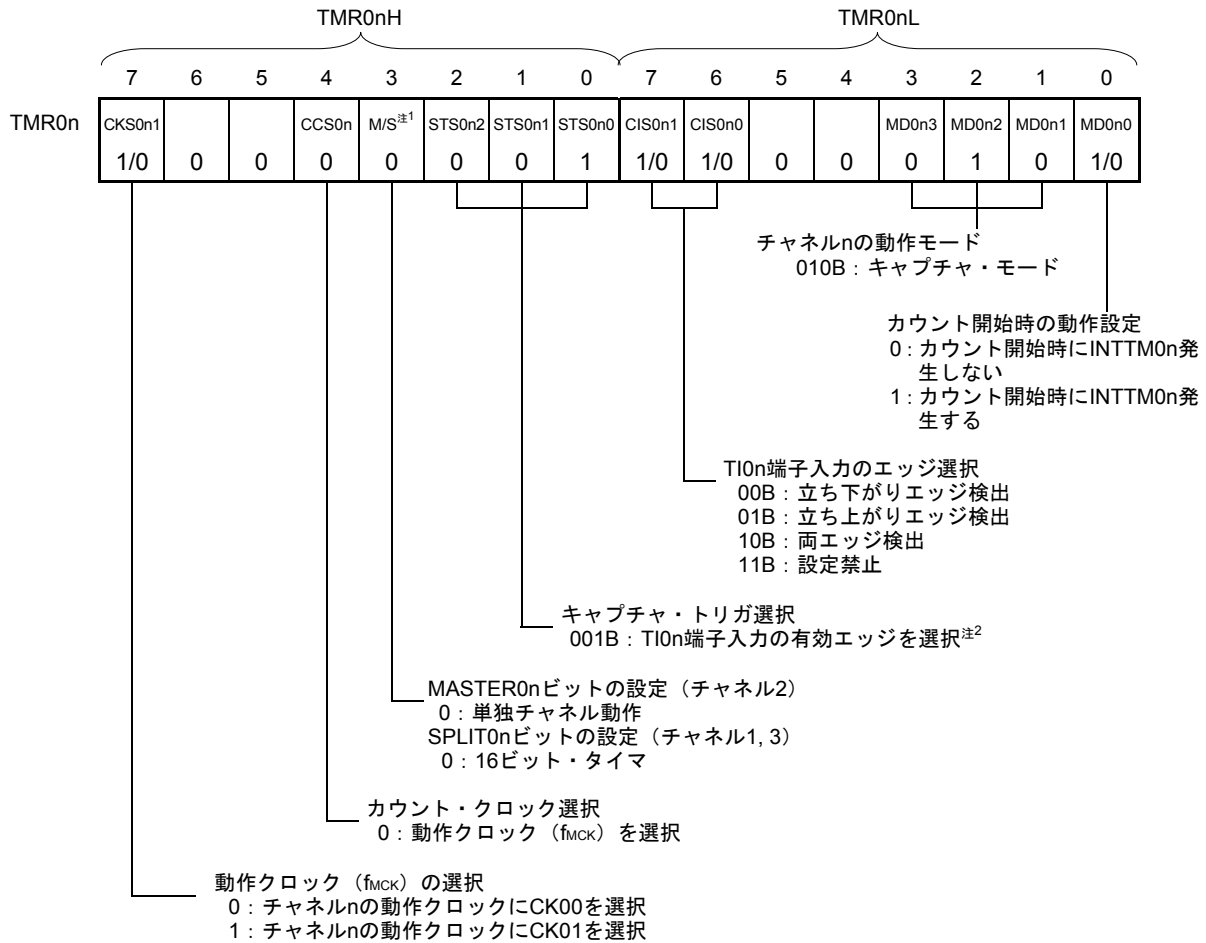 TMR0nH TMR0nL
7 6 5 4 3 2 1 0 7 6 5 4 3 2 1 0
TMR0n CKS0n1 CCS0n M/S注1 STS0n2 STS0n1 STS0n0 CIS0n1 CIS0n0 MD0n3 MD0n2 MD0n1 MD0n0
1/0 0 0 0 0 0 0 1 1/0 1/0 0 0 0 1 0 1/0
チャネルnの動作モード
010B：キャプチャ・モード
カウント開始時の動作設定
0：カウント開始時にINTTM0n発
生しない
1：カウント開始時にINTTM0n発
生する
TI0n端子入力のエッジ選択
00B：立ち下がりエッジ検出
01B：立ち上がりエッジ検出
10B：両エッジ検出
11B：設定禁止
キャプチャ・トリガ選択
001B：TI0n端子入力の有効エッジを選択注2
MASTER0nビットの設定（チャネル2）
0：単独チャネル動作
SPLIT0nビットの設定（チャネル1, 3）
0：16ビット・タイマ
カウント・クロック選択
0：動作クロック（fMCK）を選択
動作クロック（fMCK）の選択
0：チャネルnの動作クロックにCK00を選択
1：チャネルnの動作クロックにCK01を選択